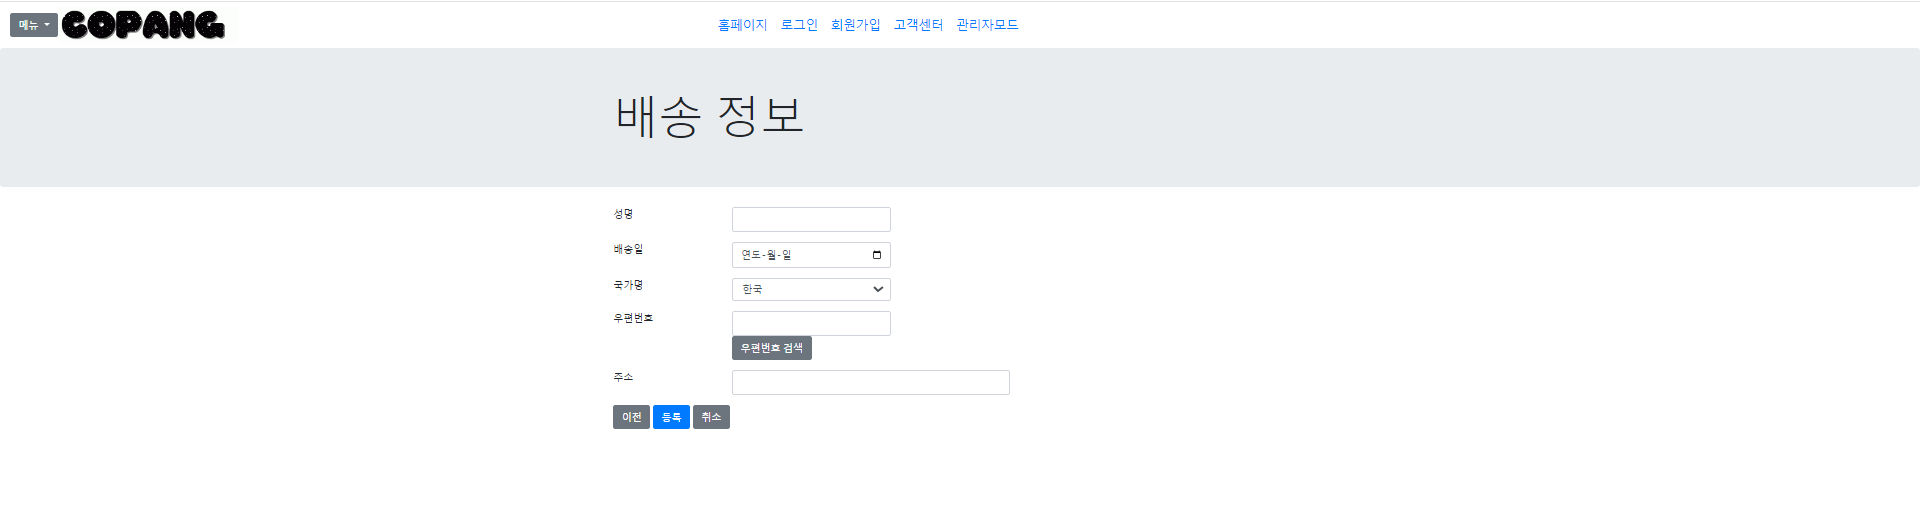 메뉴 COPANG 홈페이지 로그인 회원가입 고객센터 관리자모드
배송 정보
성명
배송일 연도-월-일
국가명 한국
우편번호
우편번호 검색
주소
이전 등록 취소